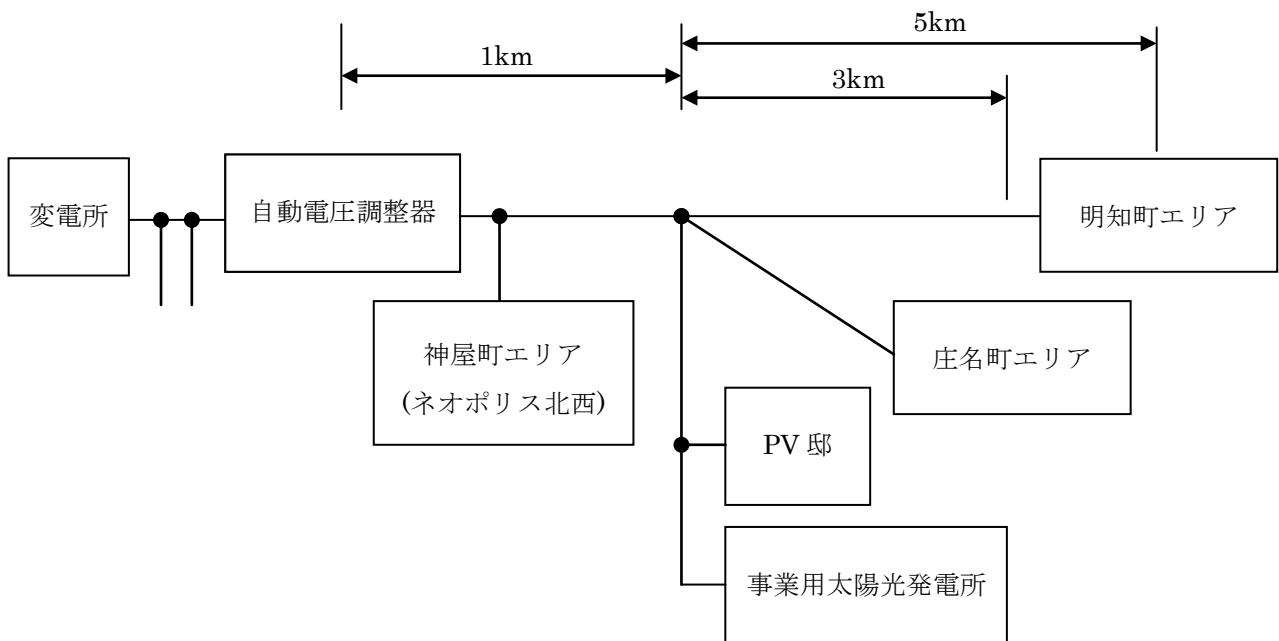 5km
1km
3km
変電所
自動電圧調整器
明知町エリア
神屋町エリア
(ネオポリス北西)
庄名町エリア
PV 邸
事業用太陽光発電所